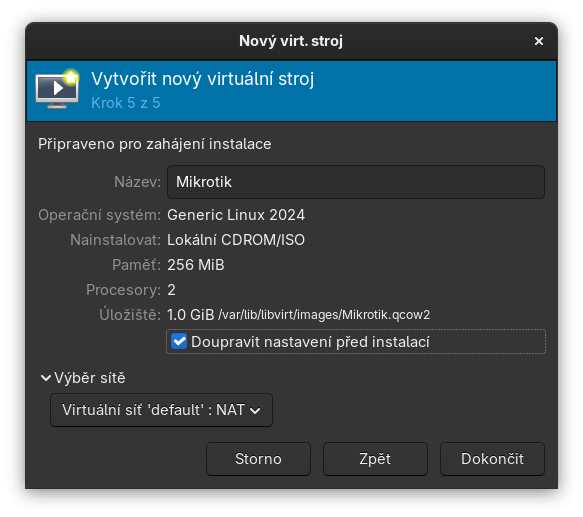 Nový virt. stroj
Vytvořit nový virtuální stroj
Krok 5 z 5
Připraveno pro zahájení instalace
Název: Mikrotik
Operační systém: Generic Linux 2024
Nainstalovat: Lokální CDROM/ISO
Paměť: 256 MiB
Procesory: 2
Úložiště: 1.0 GiB /var/lib/libvirt/images/Mikrotik.qcow2
Doupravit nastavení před instalací
Výběr sítě
Virtuální síť 'default' : NAT
Storno Zpět Dokončit